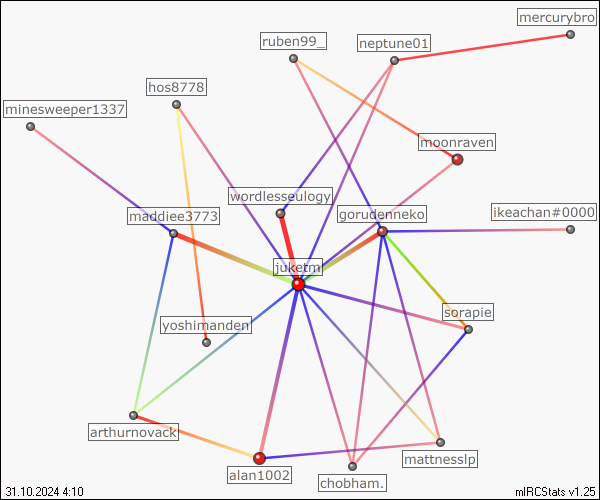 mercurybro
ruben99_
neptune01
hos8778
minesweeper1337
moonraven
wordlesseulogy
maddiee3773
gorudenneko
ikeachan#0000
juketm
sorapie
yoshimanden
arthurnovack
mattnesslp
alan1002
chobham.
31.10.2024 4:10
mIRCStats v1.25